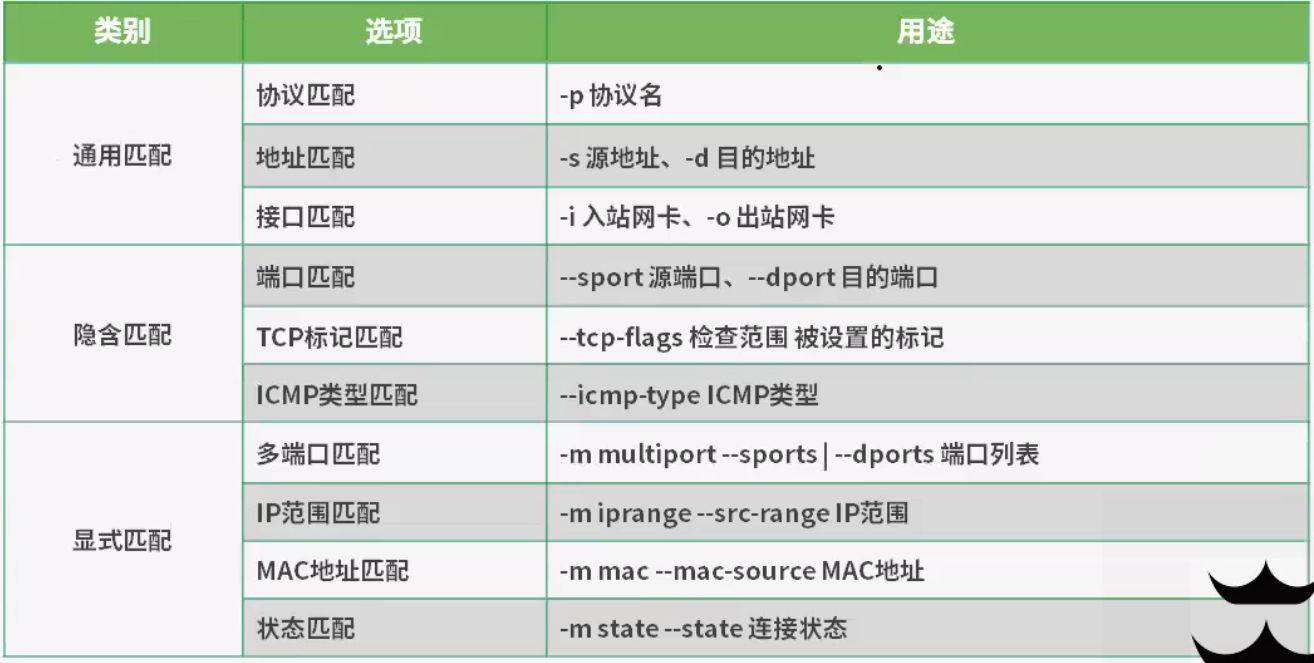 类别 选项 用途
通用匹配
协议匹配 -p 协议名
地址匹配 -s 源地址、-d 目的地址
接口匹配 -i 入站网卡、-o 出站网卡
隐含匹配
端口匹配 --sport 源端口、--dport 目的端口
TCP标记匹配 --tcp-flags 检查范围 被设置的标记
ICMP类型匹配 --icmp-type ICMP类型
显式匹配
多端口匹配 -m multiport --sports | --dports 端口列表
IP范围匹配 -m iprange --src-range IP范围
MAC地址匹配 -m mac --mac-source MAC地址
状态匹配 -m state --state 连接状态